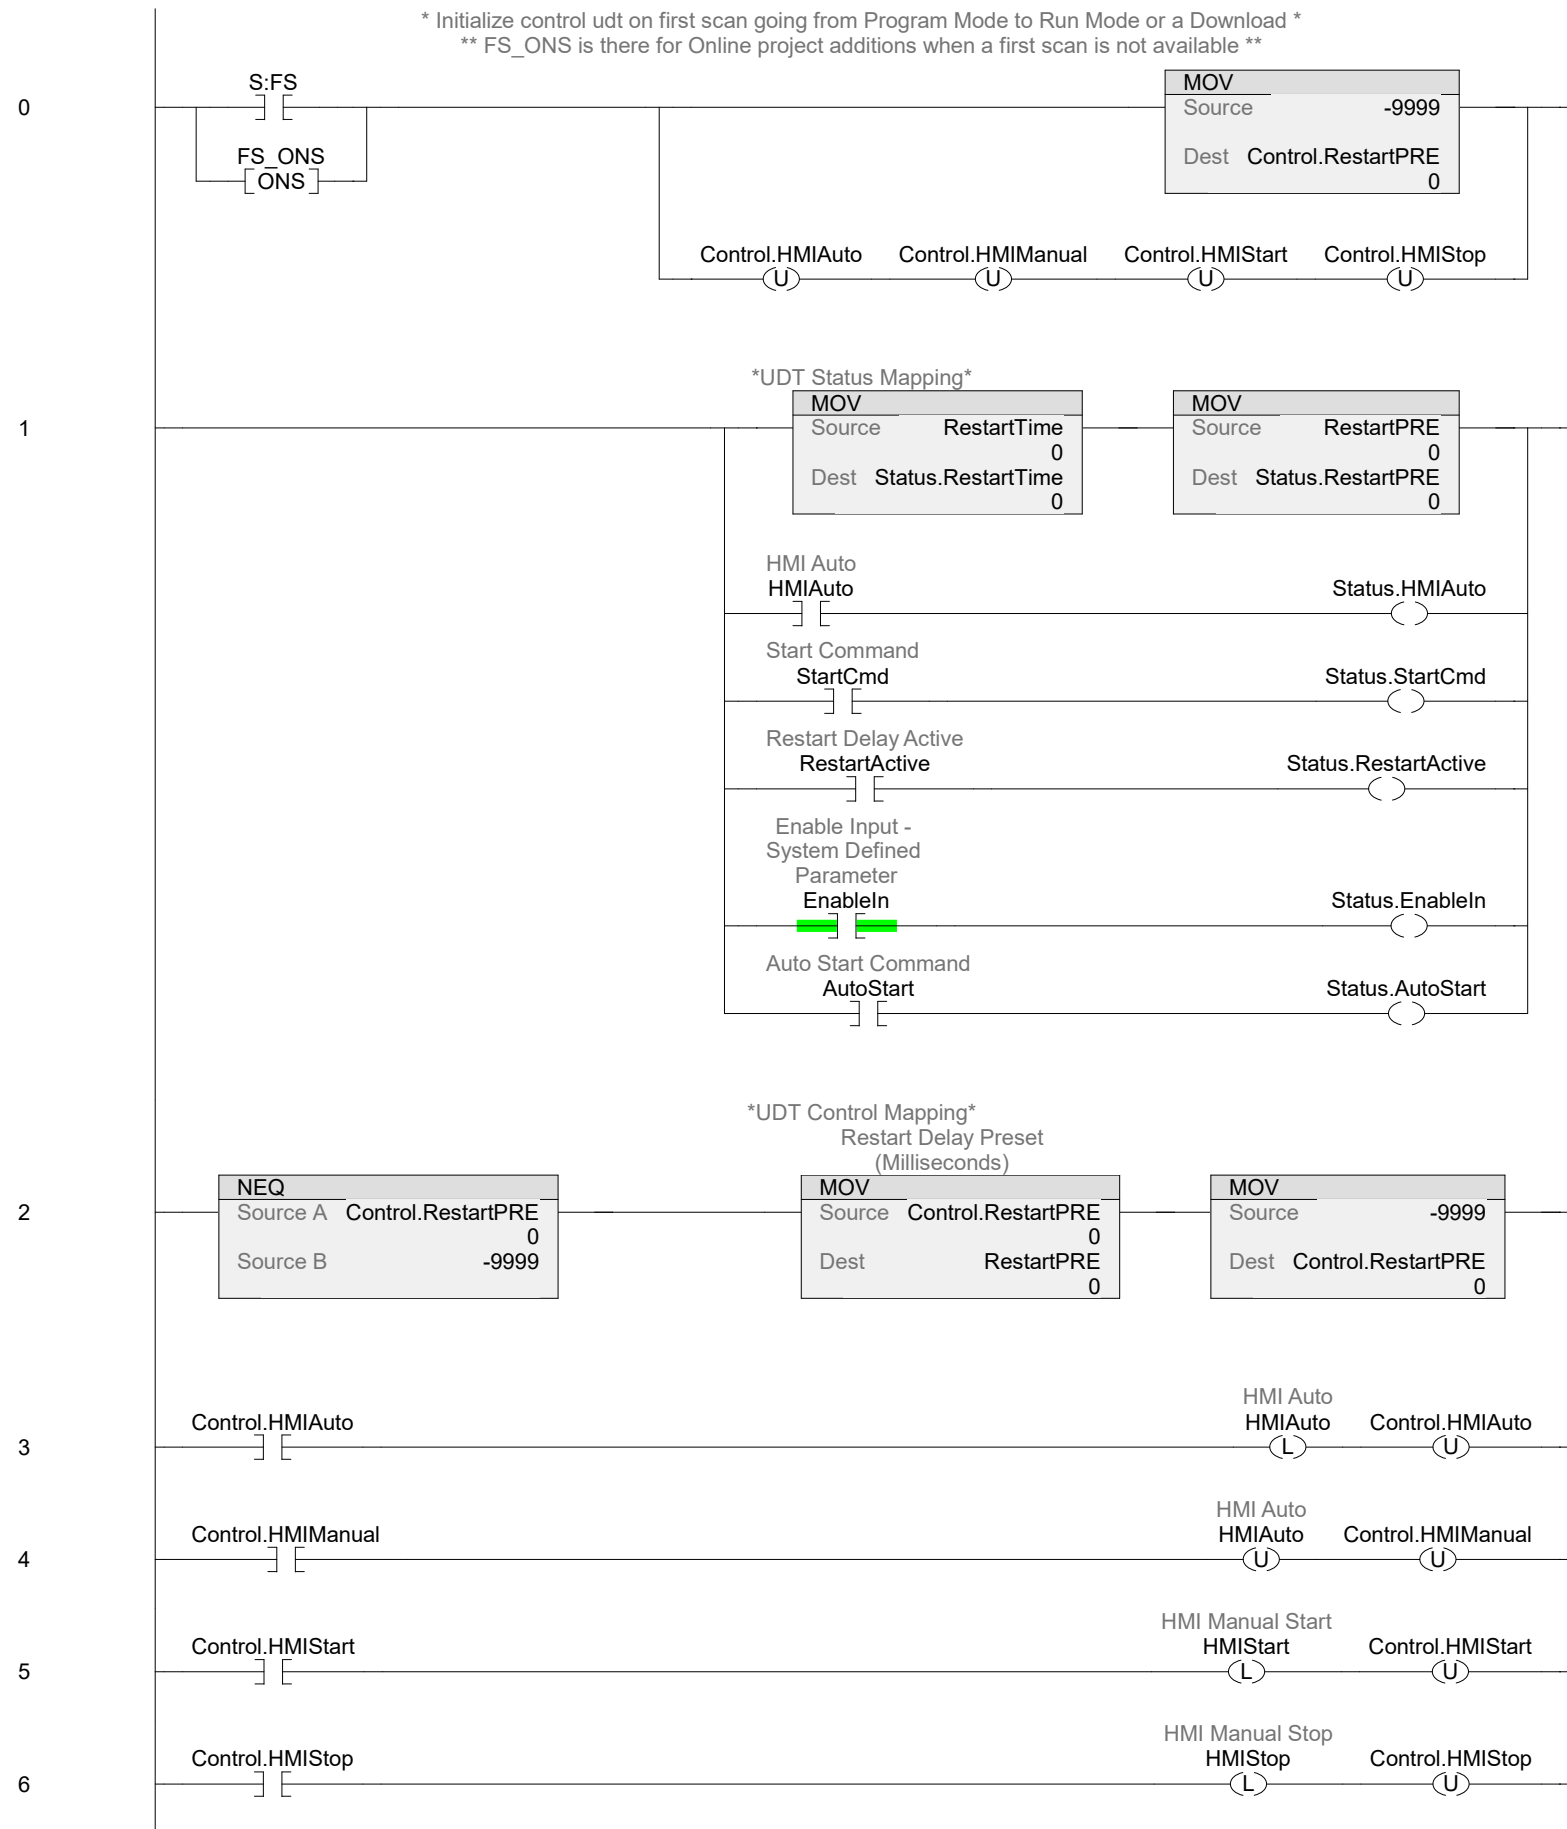 * Initialize control udt on first scan going from Program Mode to Run Mode or a Download *
** FS_ONS is there for Online project additions when a first scan is not available **
0
S:FS
FS_ONS
ONS
MOV
Source -9999
Dest Control.RestartPRE
0
Control.HMIAuto Control.HMIManual Control.HMIStart Control.HMIStop
U U U U
*UDT Status Mapping*
1
MOV
Source RestartTime
0
Dest Status.RestartTime
0
MOV
Source RestartPRE
0
Dest Status.RestartPRE
0
HMI Auto
HMIAuto Status.HMIAuto
Start Command
StartCmd Status.StartCmd
Restart Delay Active
RestartActive Status.RestartActive
Enable Input -
System Defined
Parameter
EnableIn Status.EnableIn
Auto Start Command
AutoStart Status.AutoStart
*UDT Control Mapping*
Restart Delay Preset
(Milliseconds)
2
NEQ
Source A Control.RestartPRE
0
Source B -9999
MOV
Source Control.RestartPRE
0
Dest RestartPRE
0
MOV
Source -9999
Dest Control.RestartPRE
0
HMI Auto
Control.HMIAuto HMIAuto Control.HMIAuto
3 L U
HMI Auto
Control.HMIManual HMIAuto Control.HMIManual
4 U U
HMI Manual Start
Control.HMIStart HMIStart Control.HMIStart
5 L U
HMI Manual Stop
Control.HMIStop HMIStop Control.HMIStop
6 L U